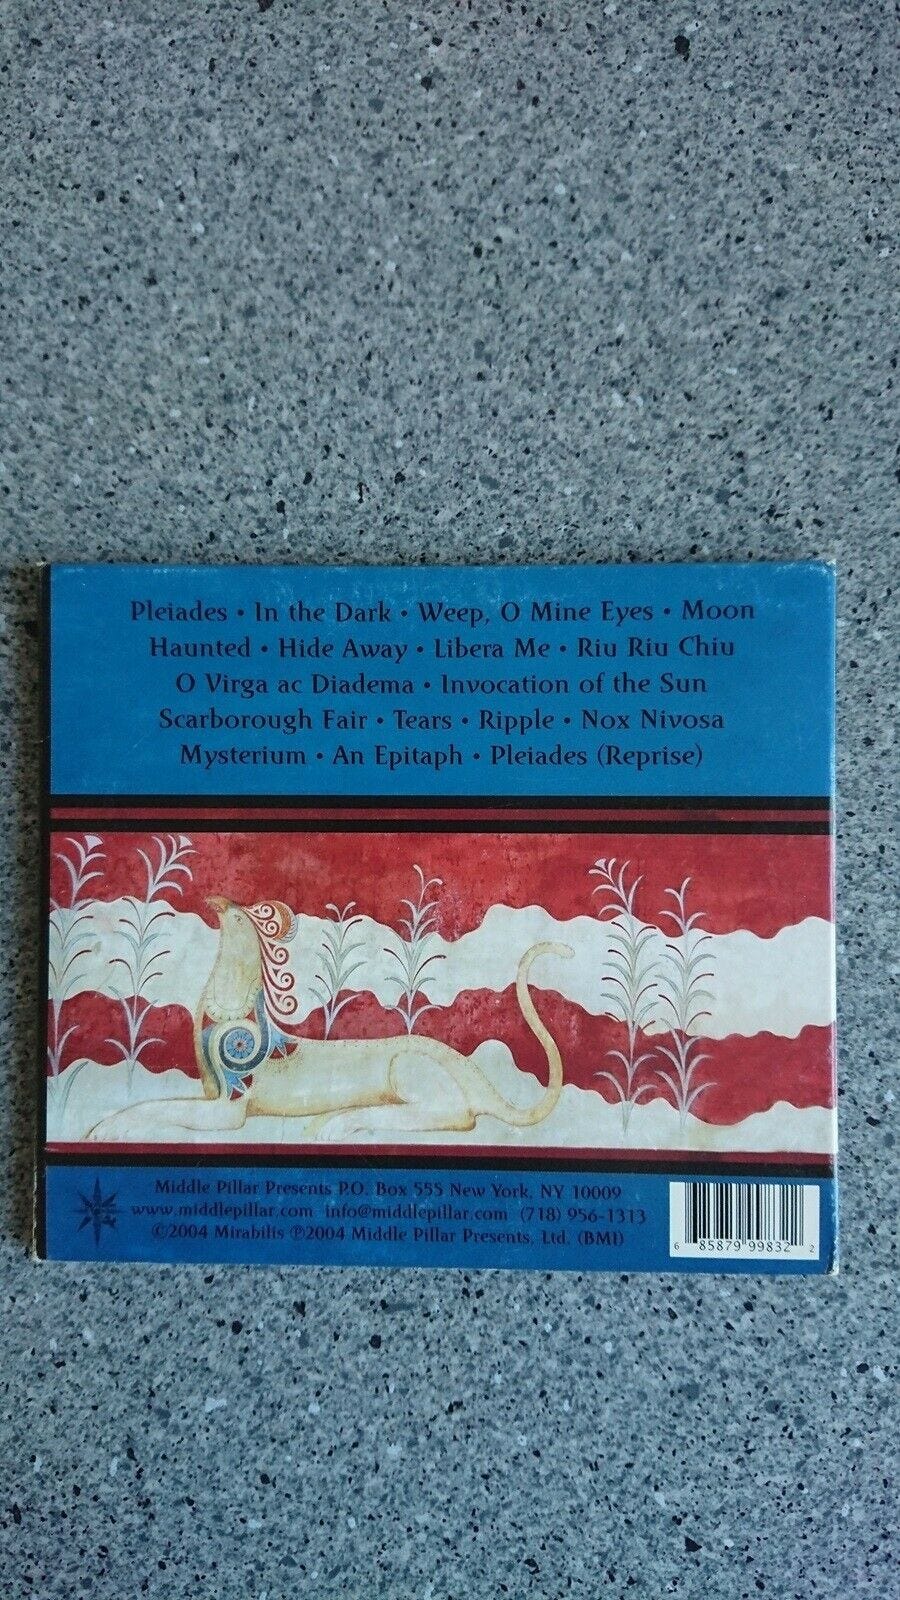 Pleiades • In the Dark • Weep, O Mine Eyes • Moon
Haunted • Hide Away • Libera Me • Riu Riu Chiu
O Virga ac Diadema • Invocation of the Sun
Scarborough Fair • Tears • Ripple • Nox Nivosa
Mysterium • An Epitaph • Pleiades (Reprise)
Middle Pillar Presents P.O. Box 555 New York, NY 10009
www.middlepillar.com info@middlepillar.com (718) 956-1313
©2004 Mirabilis ℗2004 Middle Pillar Presents, Ltd. (BMI)
6 85879 99832 2